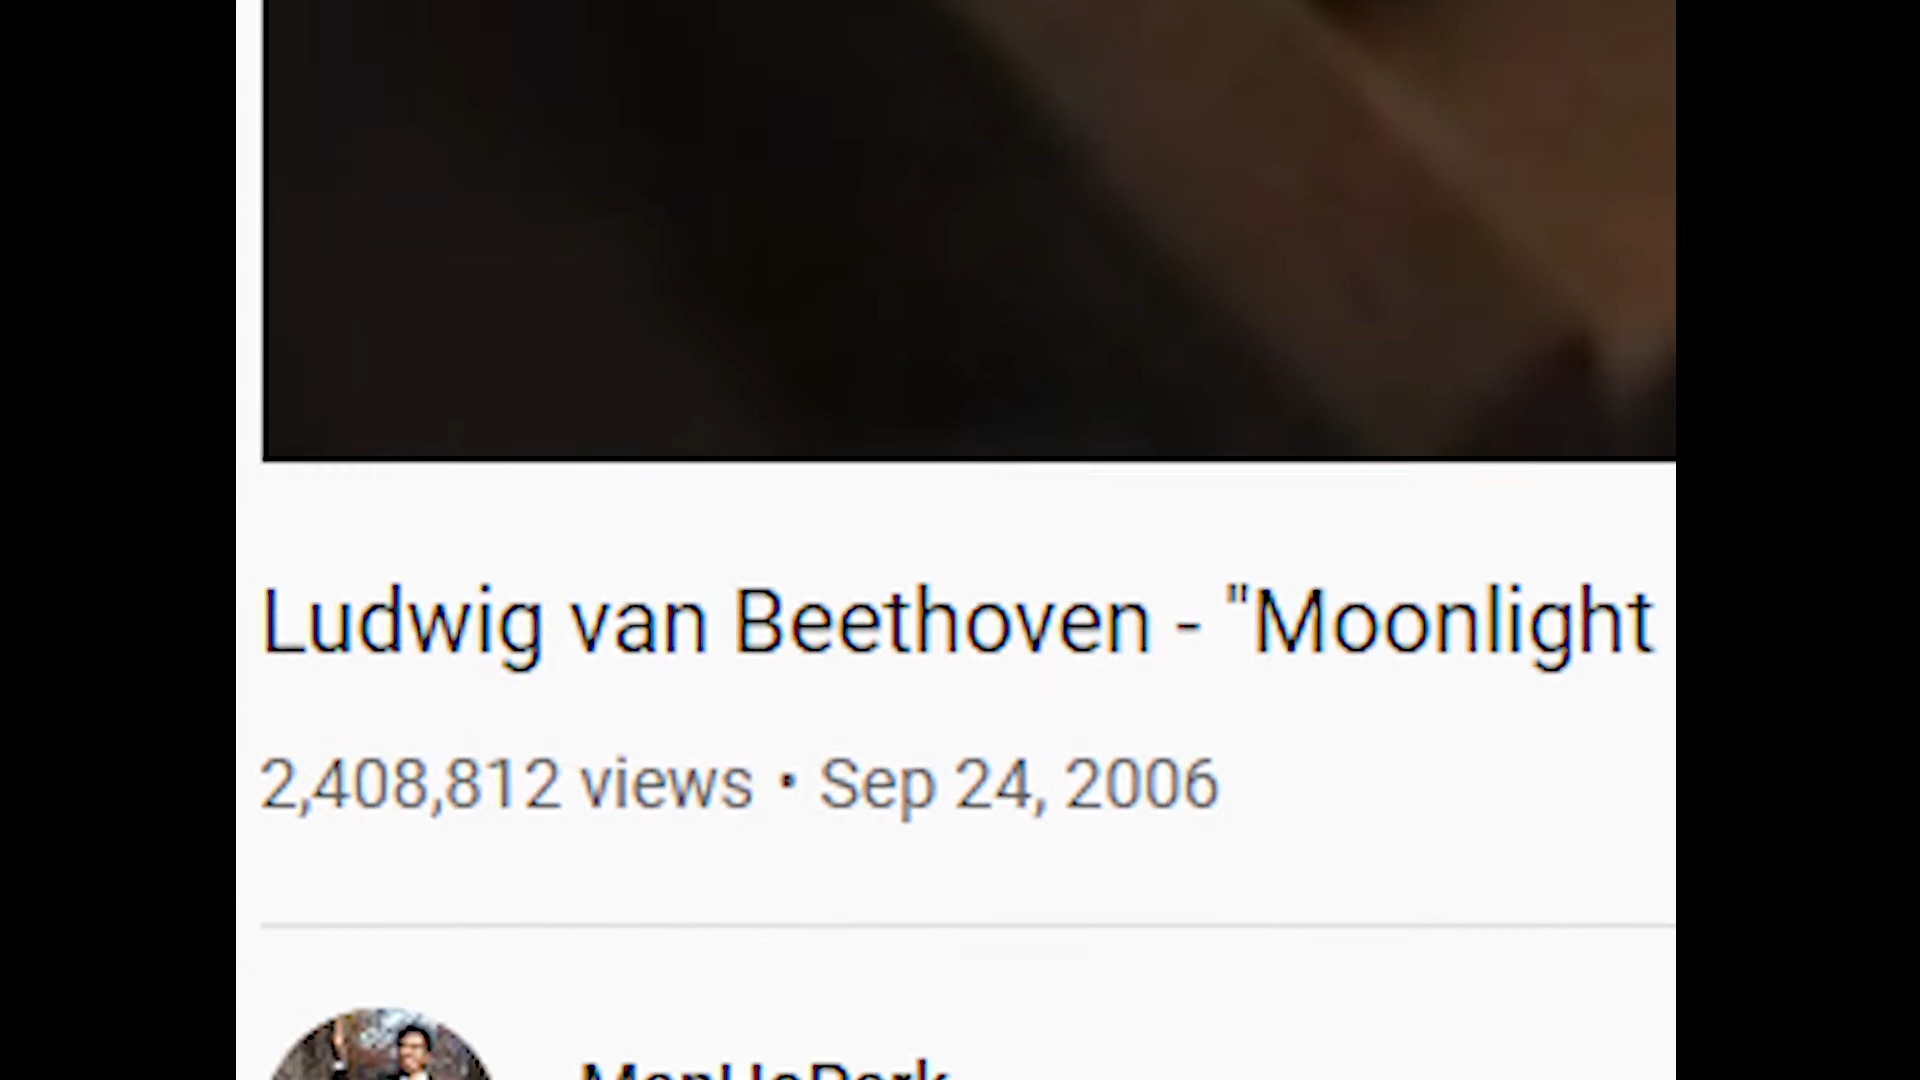 Ludwig van Beethoven - "Moonlight
2,408,812 views • Sep 24, 2006